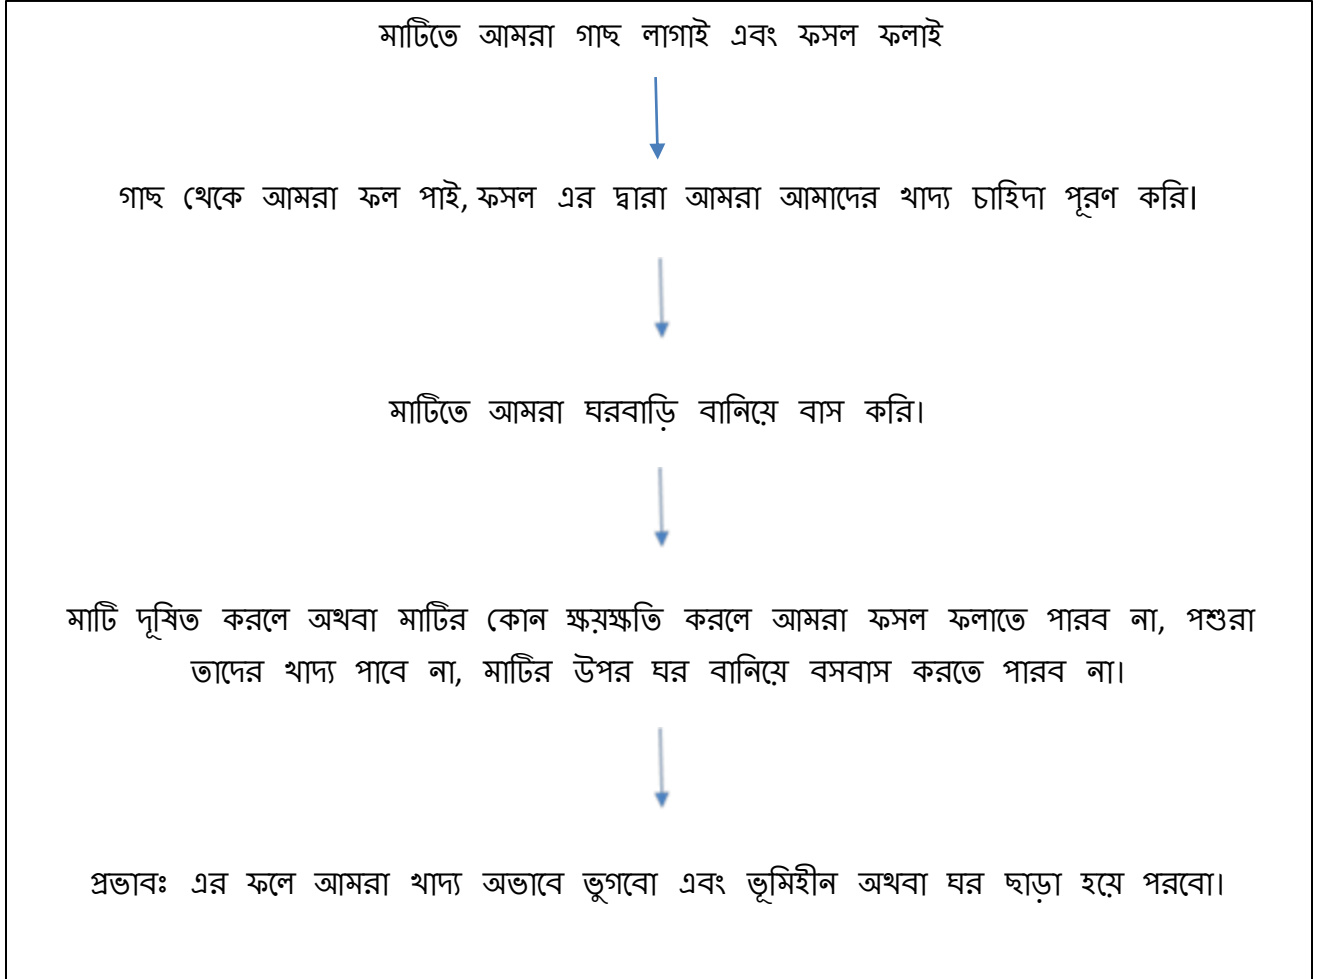 মাটিতে আমরা গাছ লাগাই এবং ফসল ফলাই
গাছ থেকে আমরা ফল পাই, ফসল এর দ্বারা আমরা আমাদের খাদ্য চাহিদা পূরণ করি।
মাটিতে আমরা ঘরবাড়ি বানিয়ে বাস করি।
মাটি দূষিত করলে অথবা মাটির কোন ক্ষয়ক্ষতি করলে আমরা ফসল ফলাতে পারব না, পশুরা
তাদের খাদ্য পাবে না, মাটির উপর ঘর বানিয়ে বসবাস করতে পারব না।
প্রভাবঃ এর ফলে আমরা খাদ্য অভাবে ভুগবো এবং ভূমিহীন অথবা ঘর ছাড়া হয়ে পরবো।